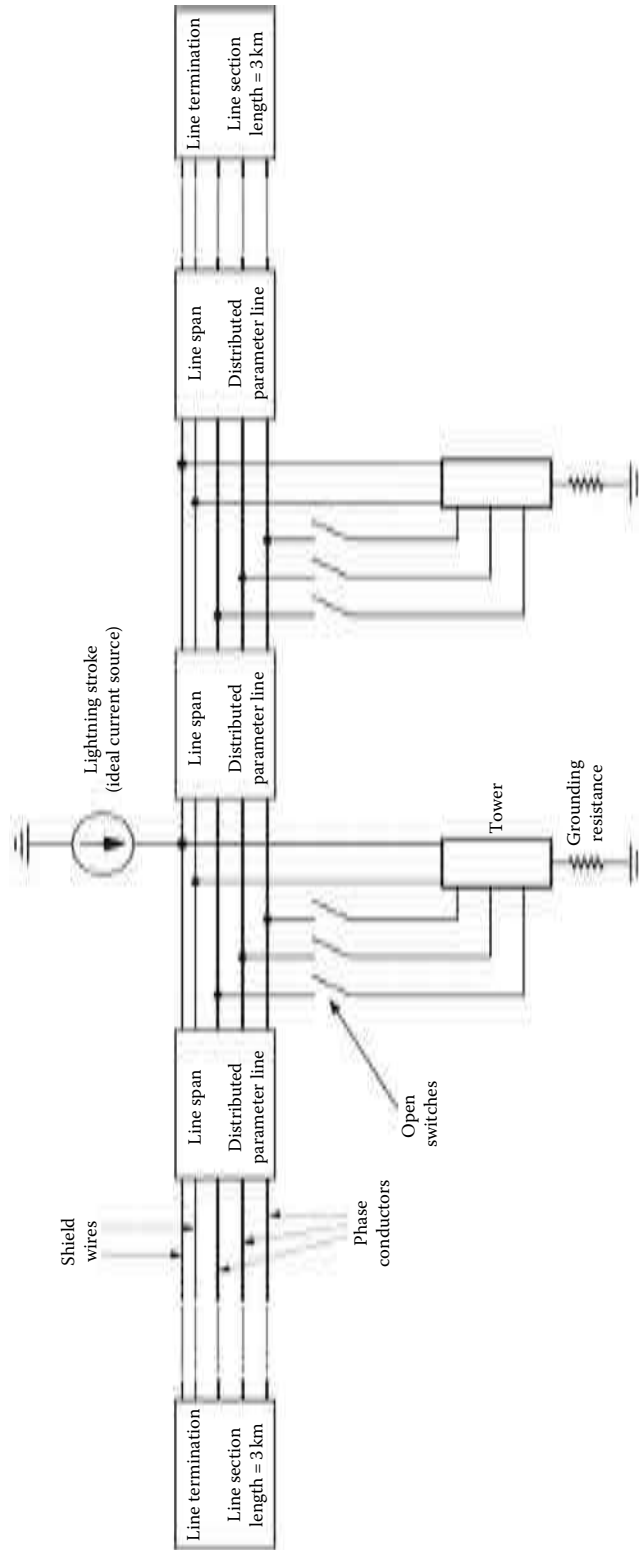 Lightning stroke
(ideal current source)
Shield
wires
Line termination
Line section
length = 3 km
Line span
Distributed
parameter line
Line span
Distributed
parameter line
Line span
Distributed
parameter line
Line termination
Line section
length = 3 km
Phase
conductors
Open
switches
Tower
Grounding
resistance